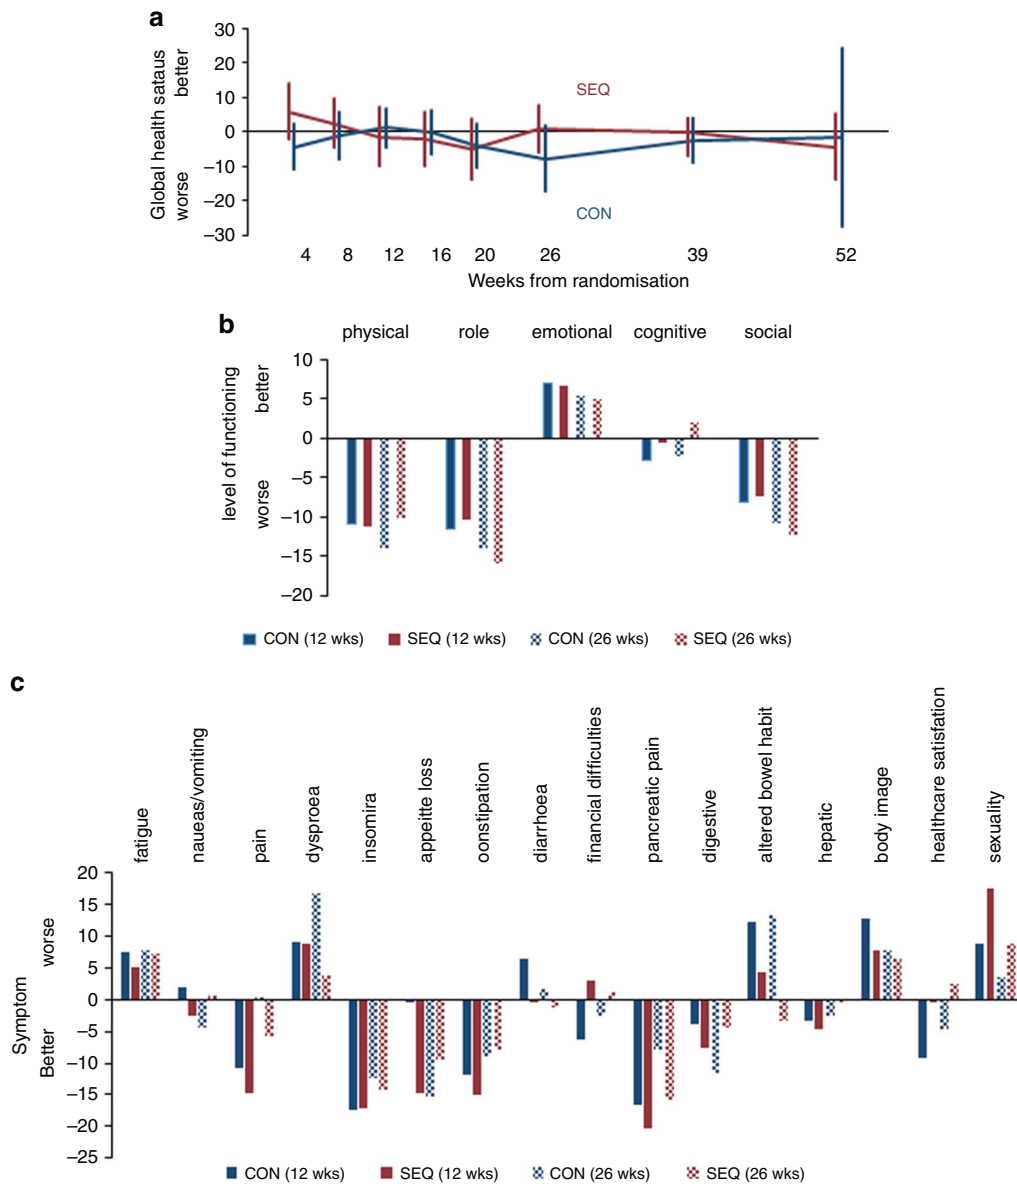 a
Global health sataus
worse better
30
20
10
0
−10
−20
−30
SEQ
CON
4 8 12 16 20 26 39 52
Weeks from randomisation
b
physical role emotional cognitive social
level of functioning
worse better
10
5
0
−5
−10
−15
−20
CON (12 wks) SEQ (12 wks) CON (26 wks) SEQ (26 wks)
c
fatigue
naueas/vomiting
pain
dysproea
insomira
appeitte loss
oonstipation
diarrhoea
financial difficulties
pancreatic pain
digestive
altered bowel habit
hepatic
body image
healthcare satisfation
sexuality
Symptom
Better worse
20
15
10
5
0
−5
−10
−15
−20
−25
CON (12 wks) SEQ (12 wks) CON (26 wks) SEQ (26 wks)